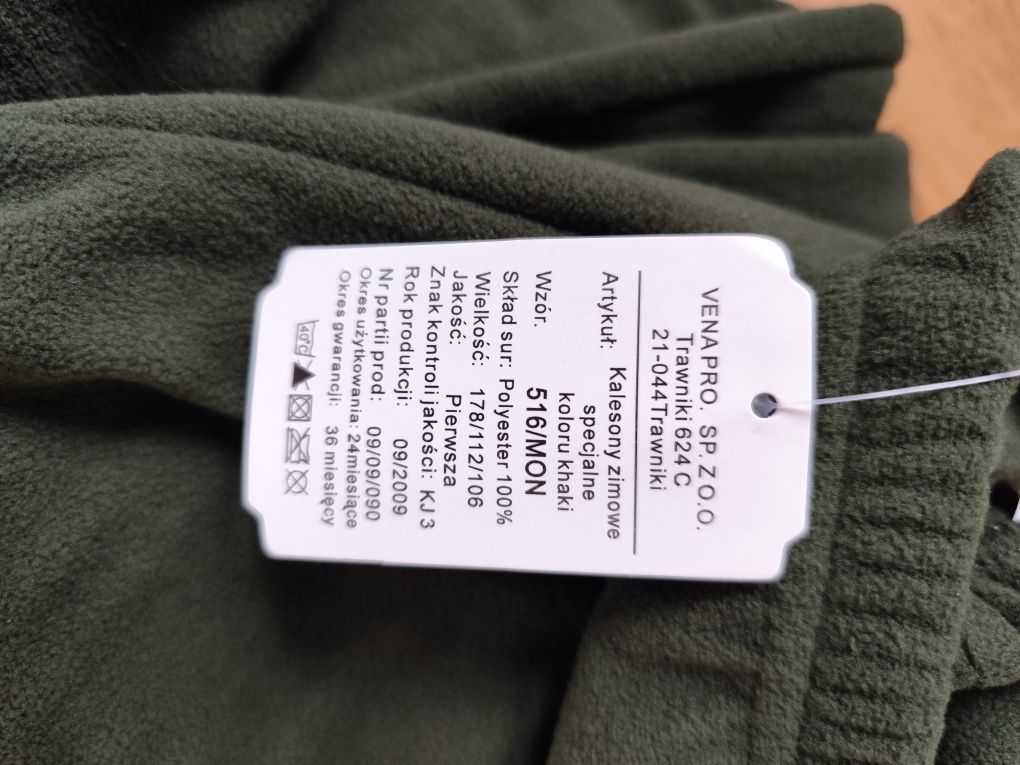 VENA PRO. SP. Z O.O.
Trawniki 624 C
21-044Trawniki
Artykuł: Kalesony zimowe
specjalne
koloru khaki
Wzór. 516/MON
Skład sur: Polyester 100%
Wielkość: 178/112/106
Jakość: Pierwsza
Znak kontroli jakości: KJ 3
Rok produkcji: 09/2009
Nr partii prod: 09/09/090
Okres użytkowania: 24miesiące
Okres gwarancji: 36 miesięcy
40°C